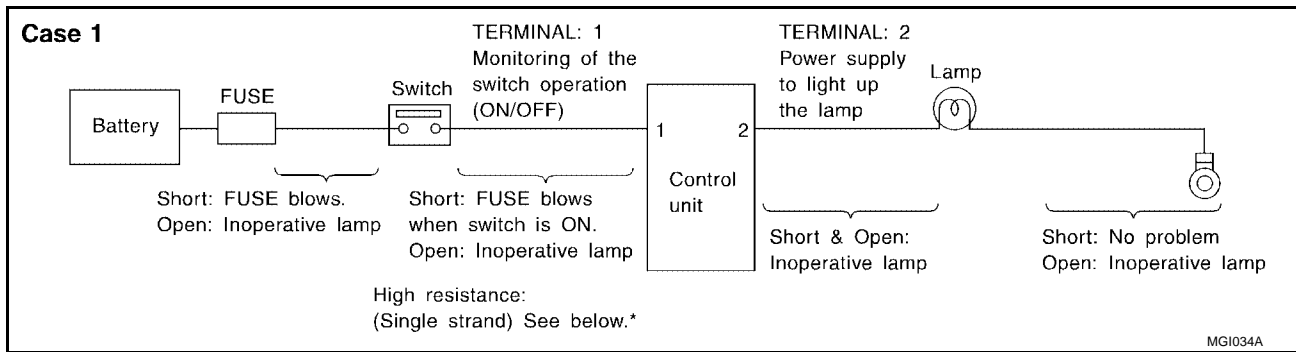 Case 1
TERMINAL: 1
Monitoring of the
switch operation
(ON/OFF)
TERMINAL: 2
Power supply
to light up
the lamp
Lamp
FUSE
Switch
Battery
1
2
Control
unit
Short: FUSE blows.
Open: Inoperative lamp
Short: FUSE blows
when switch is ON.
Open: Inoperative lamp
Short & Open:
Inoperative lamp
Short: No problem
Open: Inoperative lamp
High resistance:
(Single strand) See below.*
MGI034A